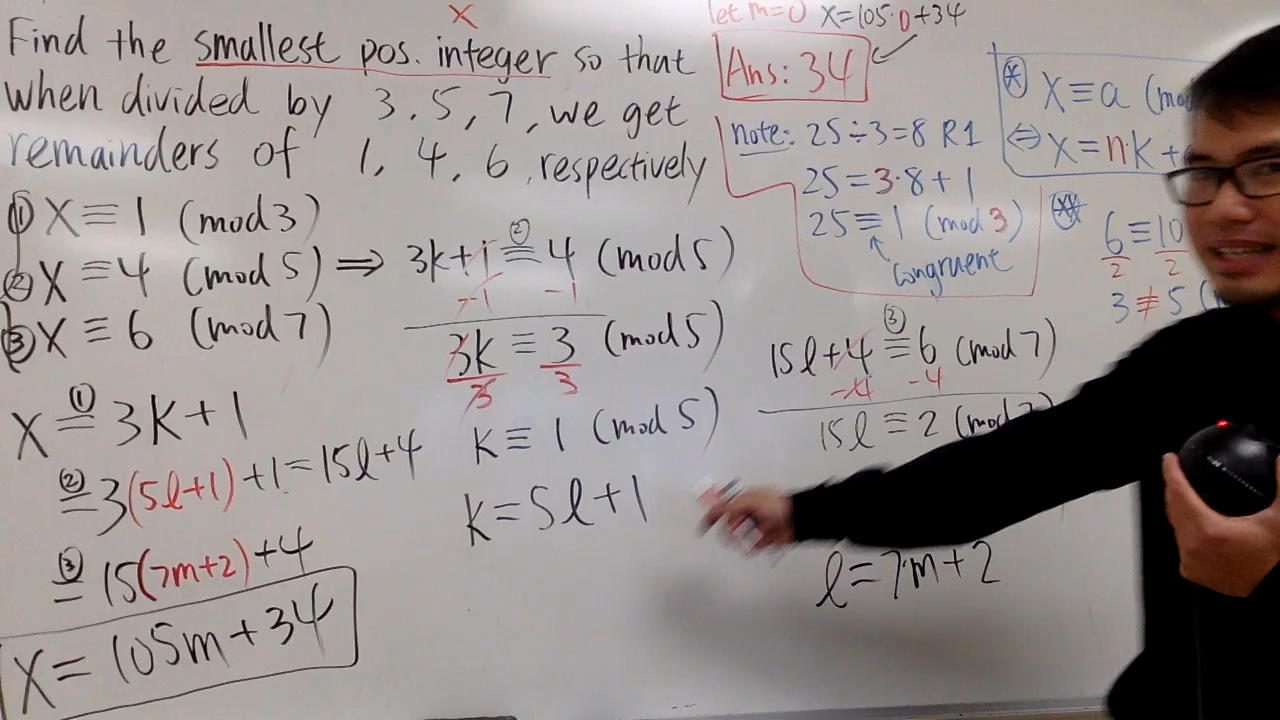 X
Find the smallest pos. integer so that
when divided by 3, 5, 7, we get
remainders of 1, 4, 6, respectively
① X ≡ 1 (mod 3)
② X ≡ 4 (mod 5) ⇒
③ X ≡ 6 (mod 7)
X ①= 3k+1
②= 3(5ℓ+1)+1 = 15ℓ+4
③= 15(7m+2)+4
X = 105m+34
3k+1 ②≡ 4 (mod 5)
-1 -1
3k ≡ 3 (mod 5)
3 3
k ≡ 1 (mod 5)
k = 5ℓ+1
let m=0 X=105·0+34
Ans: 34
note: 25÷3=8 R1
25=3·8+1
25≡1 (mod 3)
congruent
15ℓ+4 ③≡ 6 (mod 7)
-4 -4
15ℓ ≡ 2 (mod
ℓ=7·m+2
* X≡a (mod
⇔ X=n·k+
**
6≡10
2 2
3≢5 (